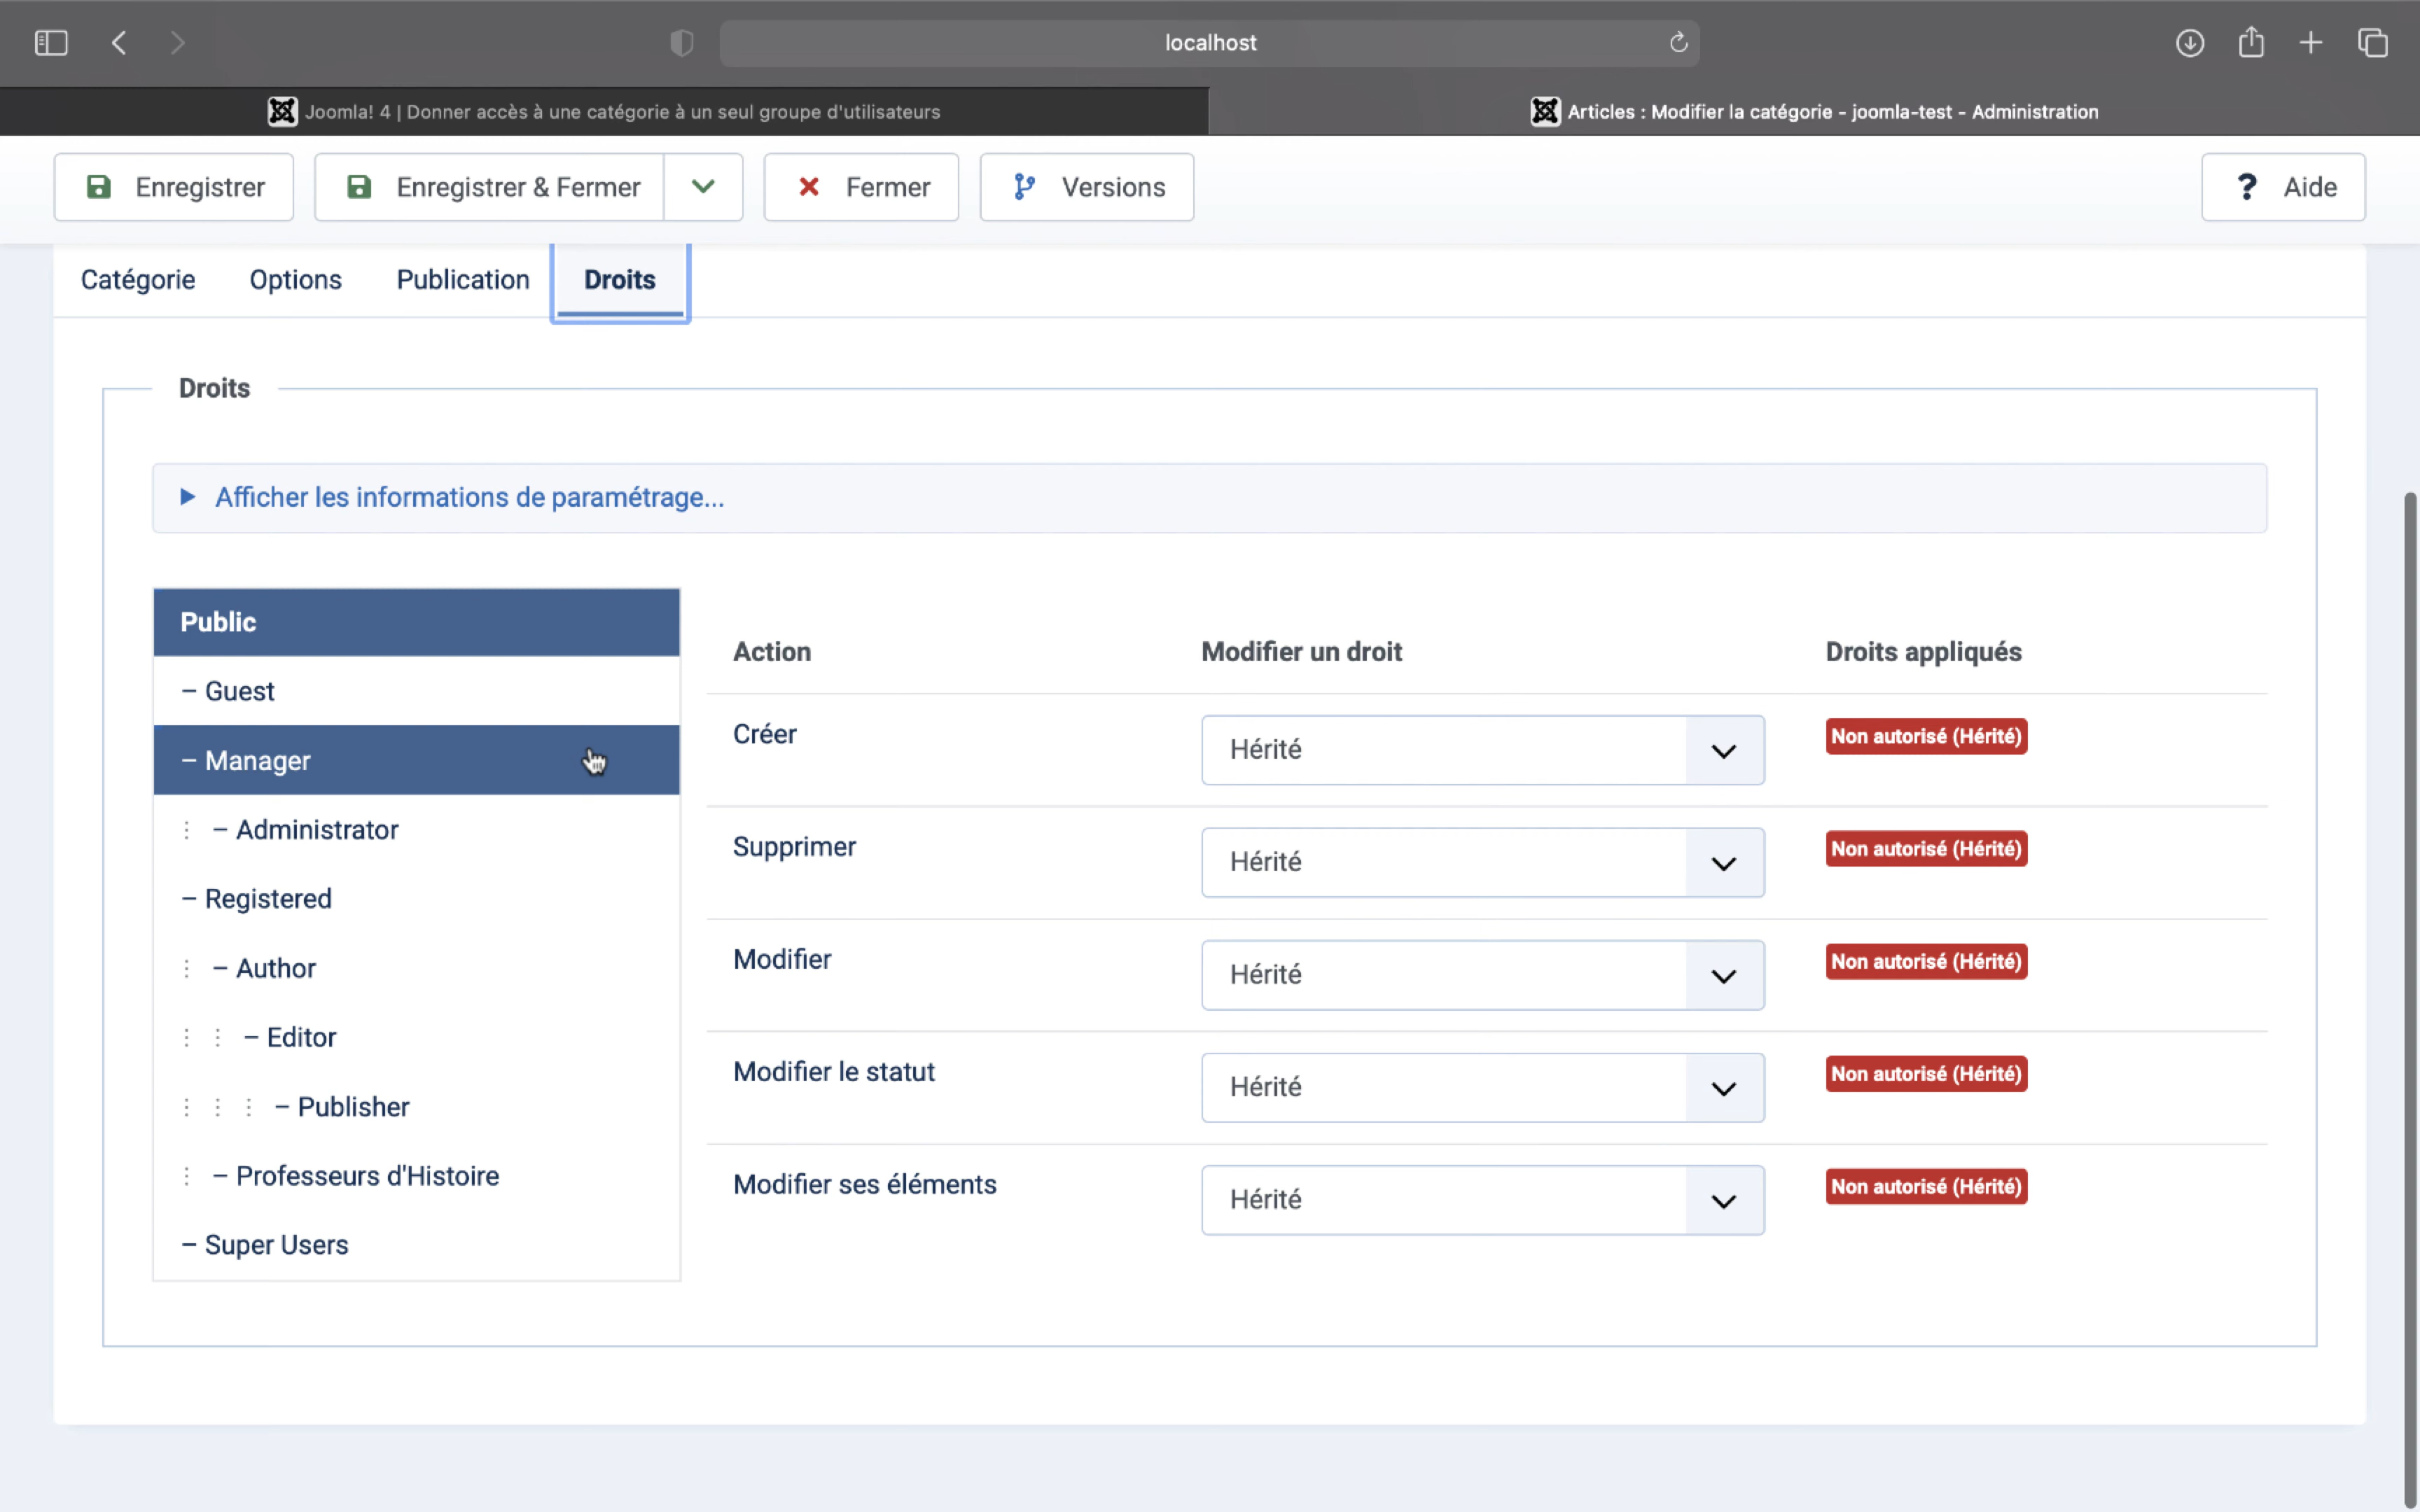 localhost
Joomla! 4 | Donner accès à une catégorie à un seul groupe d'utilisateurs
Articles : Modifier la catégorie - joomla-test - Administration
Enregistrer
Enregistrer & Fermer
Fermer
Versions
? Aide
Catégorie
Options
Publication
Droits
Droits
Afficher les informations de paramétrage...
Public
– Guest
– Manager
– Administrator
– Registered
– Author
– Editor
– Publisher
– Professeurs d'Histoire
– Super Users
Action
Modifier un droit
Droits appliqués
Créer
Hérité
Non autorisé (Hérité)
Supprimer
Hérité
Non autorisé (Hérité)
Modifier
Hérité
Non autorisé (Hérité)
Modifier le statut
Hérité
Non autorisé (Hérité)
Modifier ses éléments
Hérité
Non autorisé (Hérité)